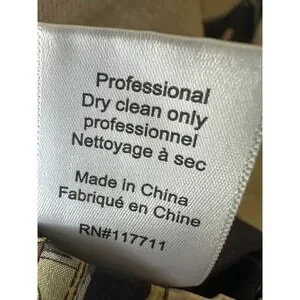 Professional
Dry clean only
professionnel
Nettoyage à sec
Made in China
Fabriqué en Chine
RN#117711